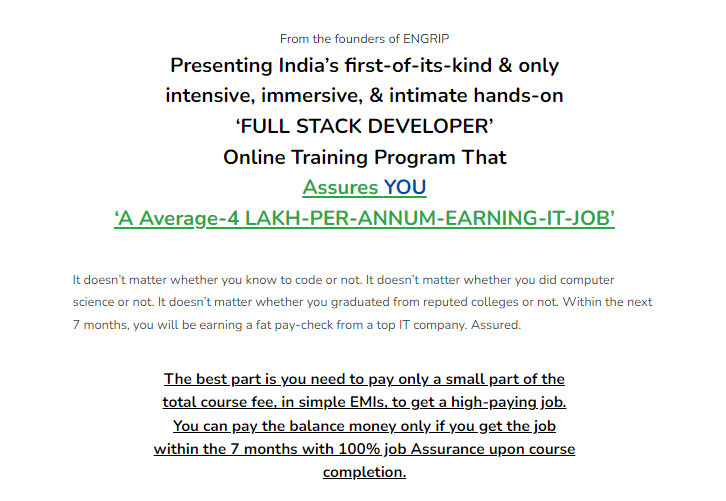 From the founders of ENGRIP
Presenting India’s first-of-its-kind & only
intensive, immersive, & intimate hands-on
‘FULL STACK DEVELOPER’
Online Training Program That
Assures YOU
‘A Average-4 LAKH-PER-ANNUM-EARNING-IT-JOB’
It doesn’t matter whether you know to code or not. It doesn’t matter whether you did computer
science or not. It doesn’t matter whether you graduated from reputed colleges or not. Within the next
7 months, you will be earning a fat pay-check from a top IT company. Assured.
The best part is you need to pay only a small part of the
total course fee, in simple EMIs, to get a high-paying job.
You can pay the balance money only if you get the job
within the 7 months with 100% job Assurance upon course
completion.